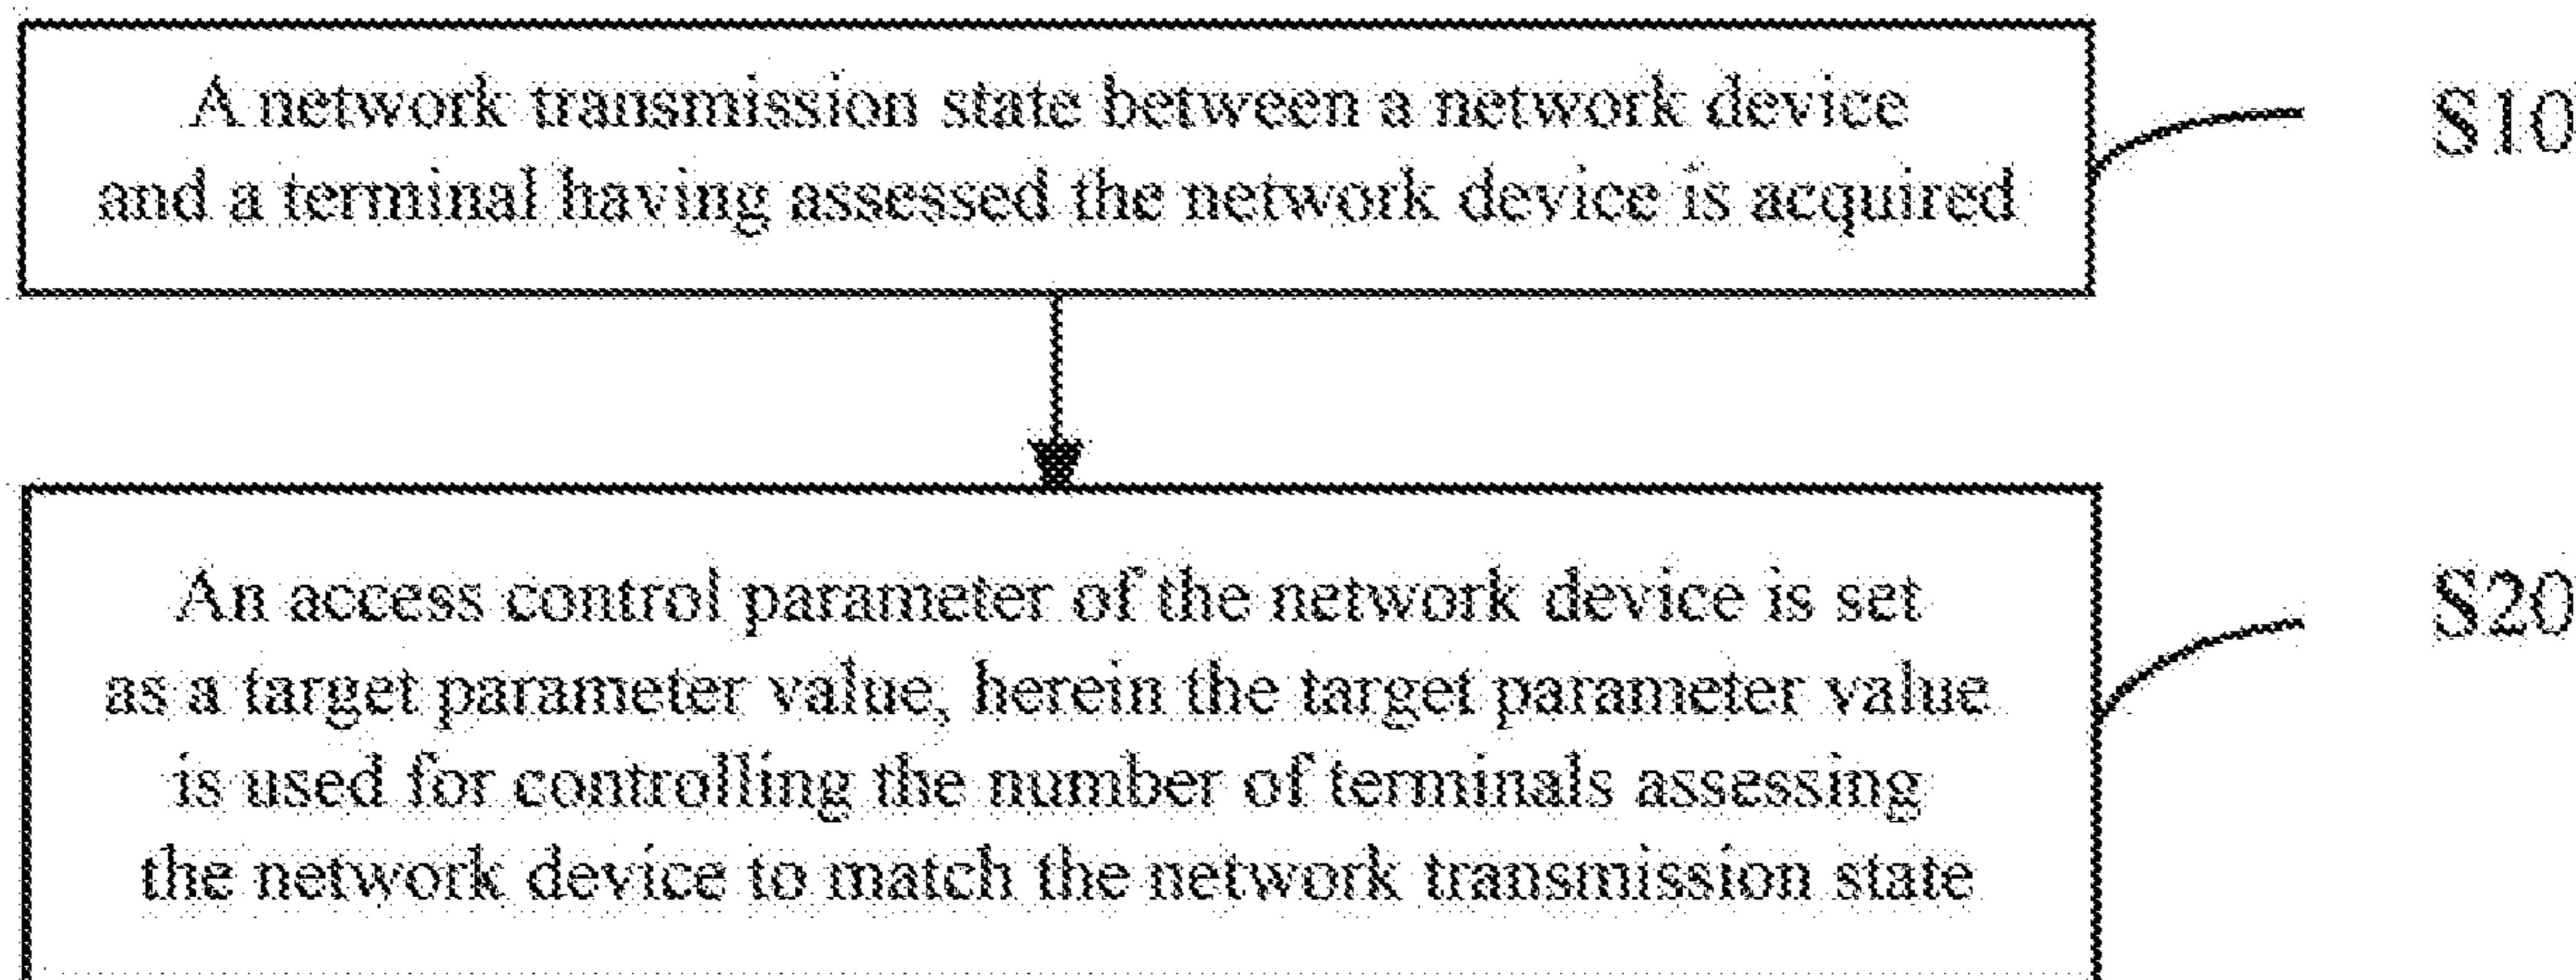 A network transmission state between a network device
and a terminal having assessed the network device is acquired
S10
An access control parameter of the network device is set
as a target parameter value, herein the target parameter value
is used for controlling the number of terminals assessing
the network device to match the network transmission state
S20